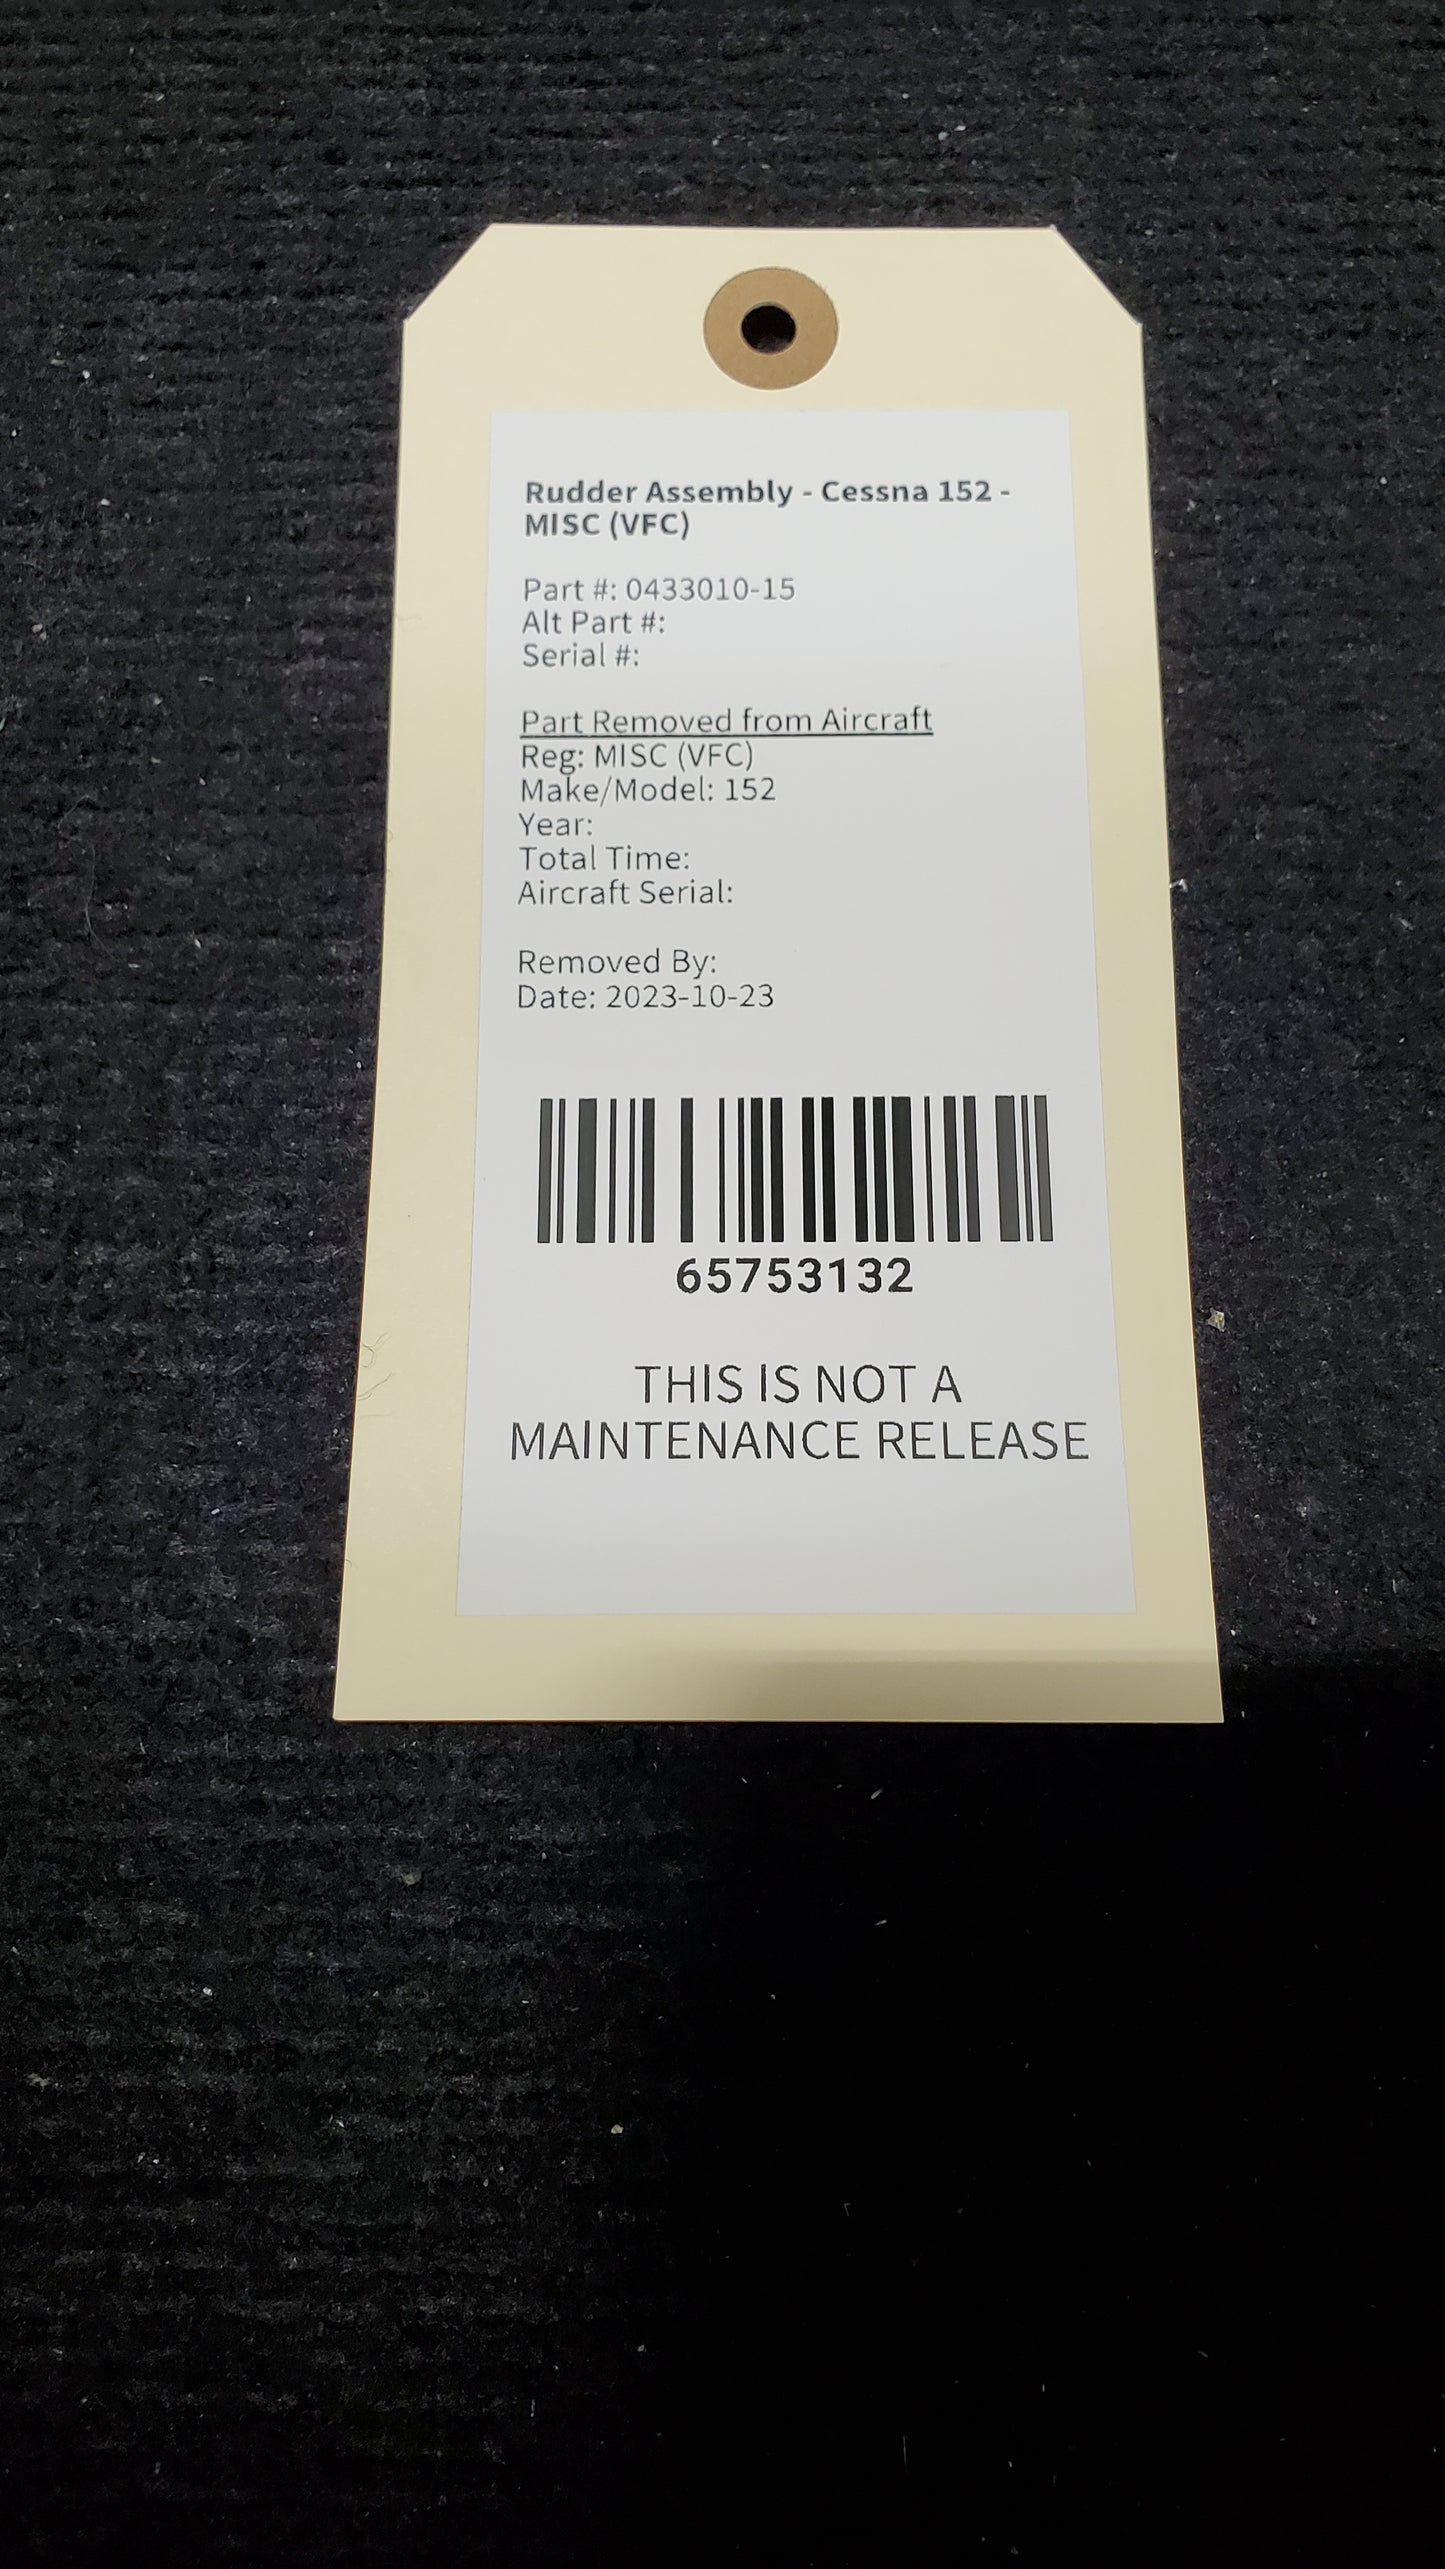 Rudder Assembly - Cessna 152 -
MISC (VFC)
Part #: 0433010-15
Alt Part #:
Serial #:
Part Removed from Aircraft
Reg: MISC (VFC)
Make/Model: 152
Year:
Total Time:
Aircraft Serial:
Removed By:
Date: 2023-10-23
65753132
THIS IS NOT A
MAINTENANCE RELEASE